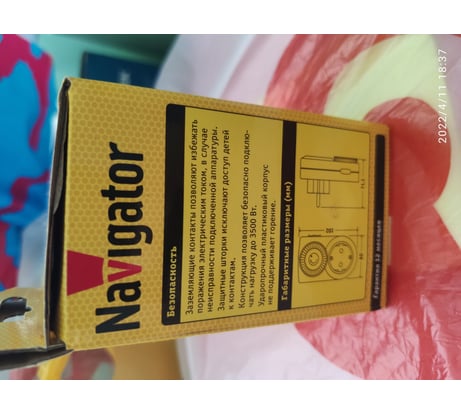 Navigator
Безопасность
Заземляющие контакты позволяют избежать
поражения электрическим током, в случае
неисправности подключенной аппаратуры.
Защитные шторки исключают доступ детей
к контактам.
Конструкция позволяет безопасно подклю-
чать нагрузку до 3500 Вт.
Ударопрочный пластиковый корпус
не поддерживает горение.
Габаритные размеры (мм)
Гарантия 12 месяцев
2022/4/11 18:37